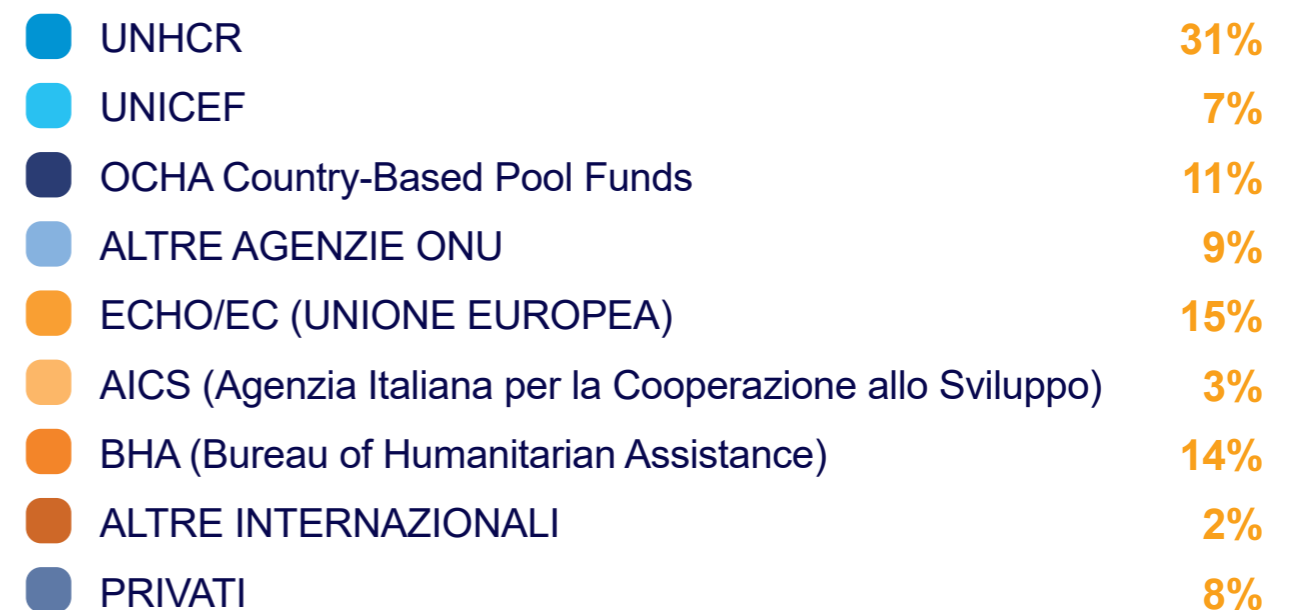 UNHCR 31%
UNICEF 7%
OCHA Country-Based Pool Funds 11%
ALTRE AGENZIE ONU 9%
ECHO/EC (UNIONE EUROPEA) 15%
AICS (Agenzia Italiana per la Cooperazione allo Sviluppo) 3%
BHA (Bureau of Humanitarian Assistance) 14%
ALTRE INTERNAZIONALI 2%
PRIVATI 8%